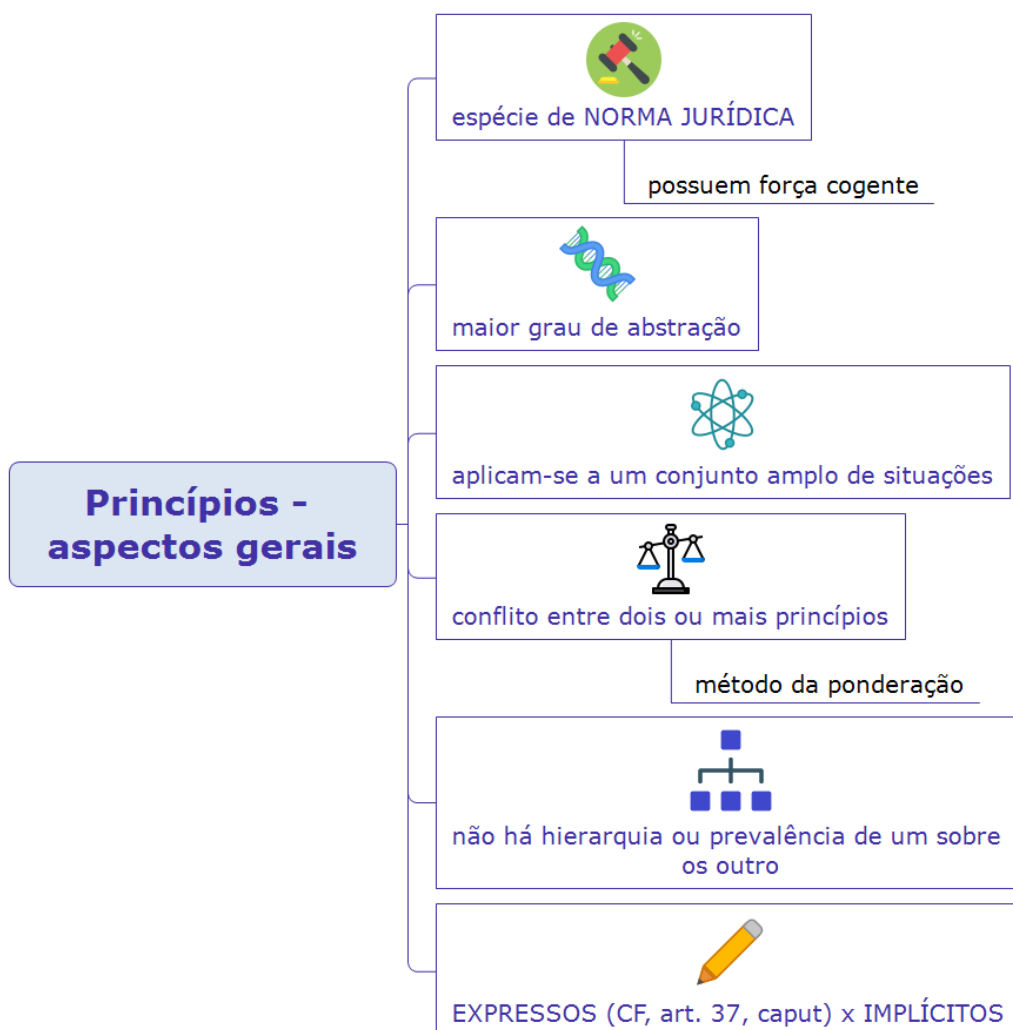 espécie de NORMA JURÍDICA
possuem força cogente
maior grau de abstração
aplicam-se a um conjunto amplo de situações
Princípios -
aspectos gerais
conflito entre dois ou mais princípios
método da ponderação
não há hierarquia ou prevalência de um sobre
os outro
EXPRESSOS (CF, art. 37, caput) x IMPLÍCITOS